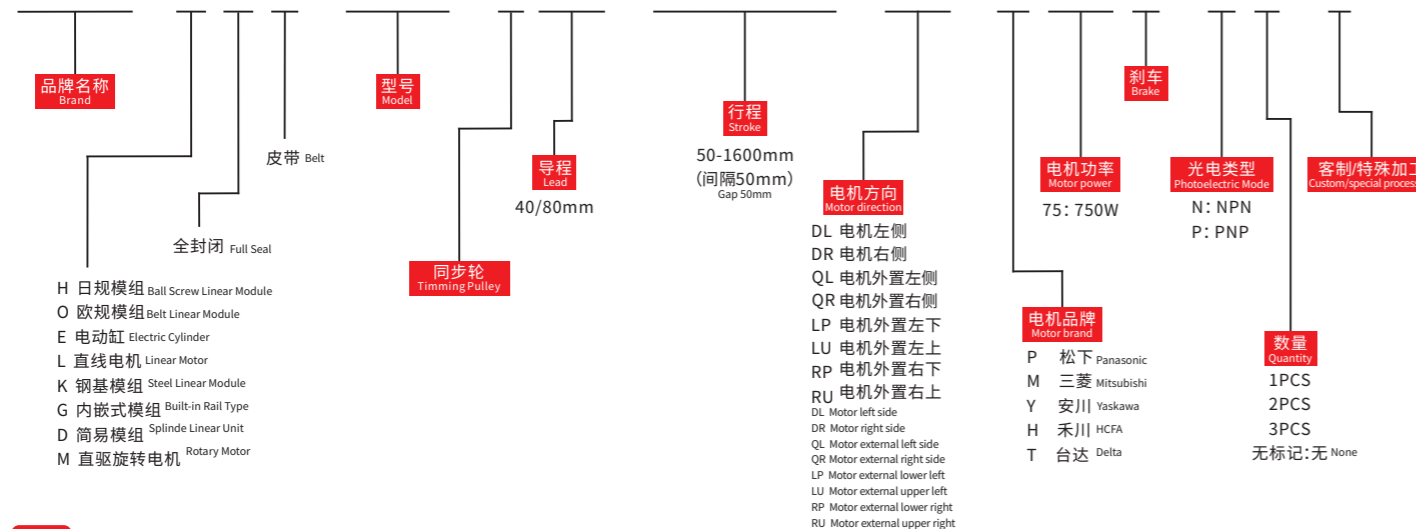 品牌名称
Brand
H 日规模组 Ball Screw Linear Module
O 欧规模组 Belt Linear Module
E 电动缸 Electric Cylinder
L 直线电机 Linear Motor
K 钢基模组 Steel Linear Module
G 内嵌式模组 Built-in Rail Type
D 简易模组 Splinde Linear Unit
M 直驱旋转电机 Rotary Motor
全封闭 Full Seal
皮带 Belt
型号
Model
同步轮
Timming Pulley
导程
Lead
40/80mm
行程
Stroke
50-1600mm
（间隔50mm）
Gap 50mm
电机方向
Motor direction
DL 电机左侧
DR 电机右侧
QL 电机外置左侧
QR 电机外置右侧
LP 电机外置左下
LU 电机外置左上
RP 电机外置右下
RU 电机外置右上
DL Motor left side
DR Motor right side
QL Motor external left side
QR Motor external right side
LP Motor external lower left
LU Motor external upper left
RP Motor external lower right
RU Motor external upper right
电机品牌
Motor brand
P 松下 Panasonic
M 三菱 Mitsubishi
Y 安川 Yaskawa
H 禾川 HCFA
T 台达 Delta
电机功率
Motor power
75：750W
刹车
Brake
光电类型
Photoelectric Mode
N：NPN
P：PNP
数量
Quantity
1PCS
2PCS
3PCS
无标记：无 None
客制/特殊加工
Custom/special process